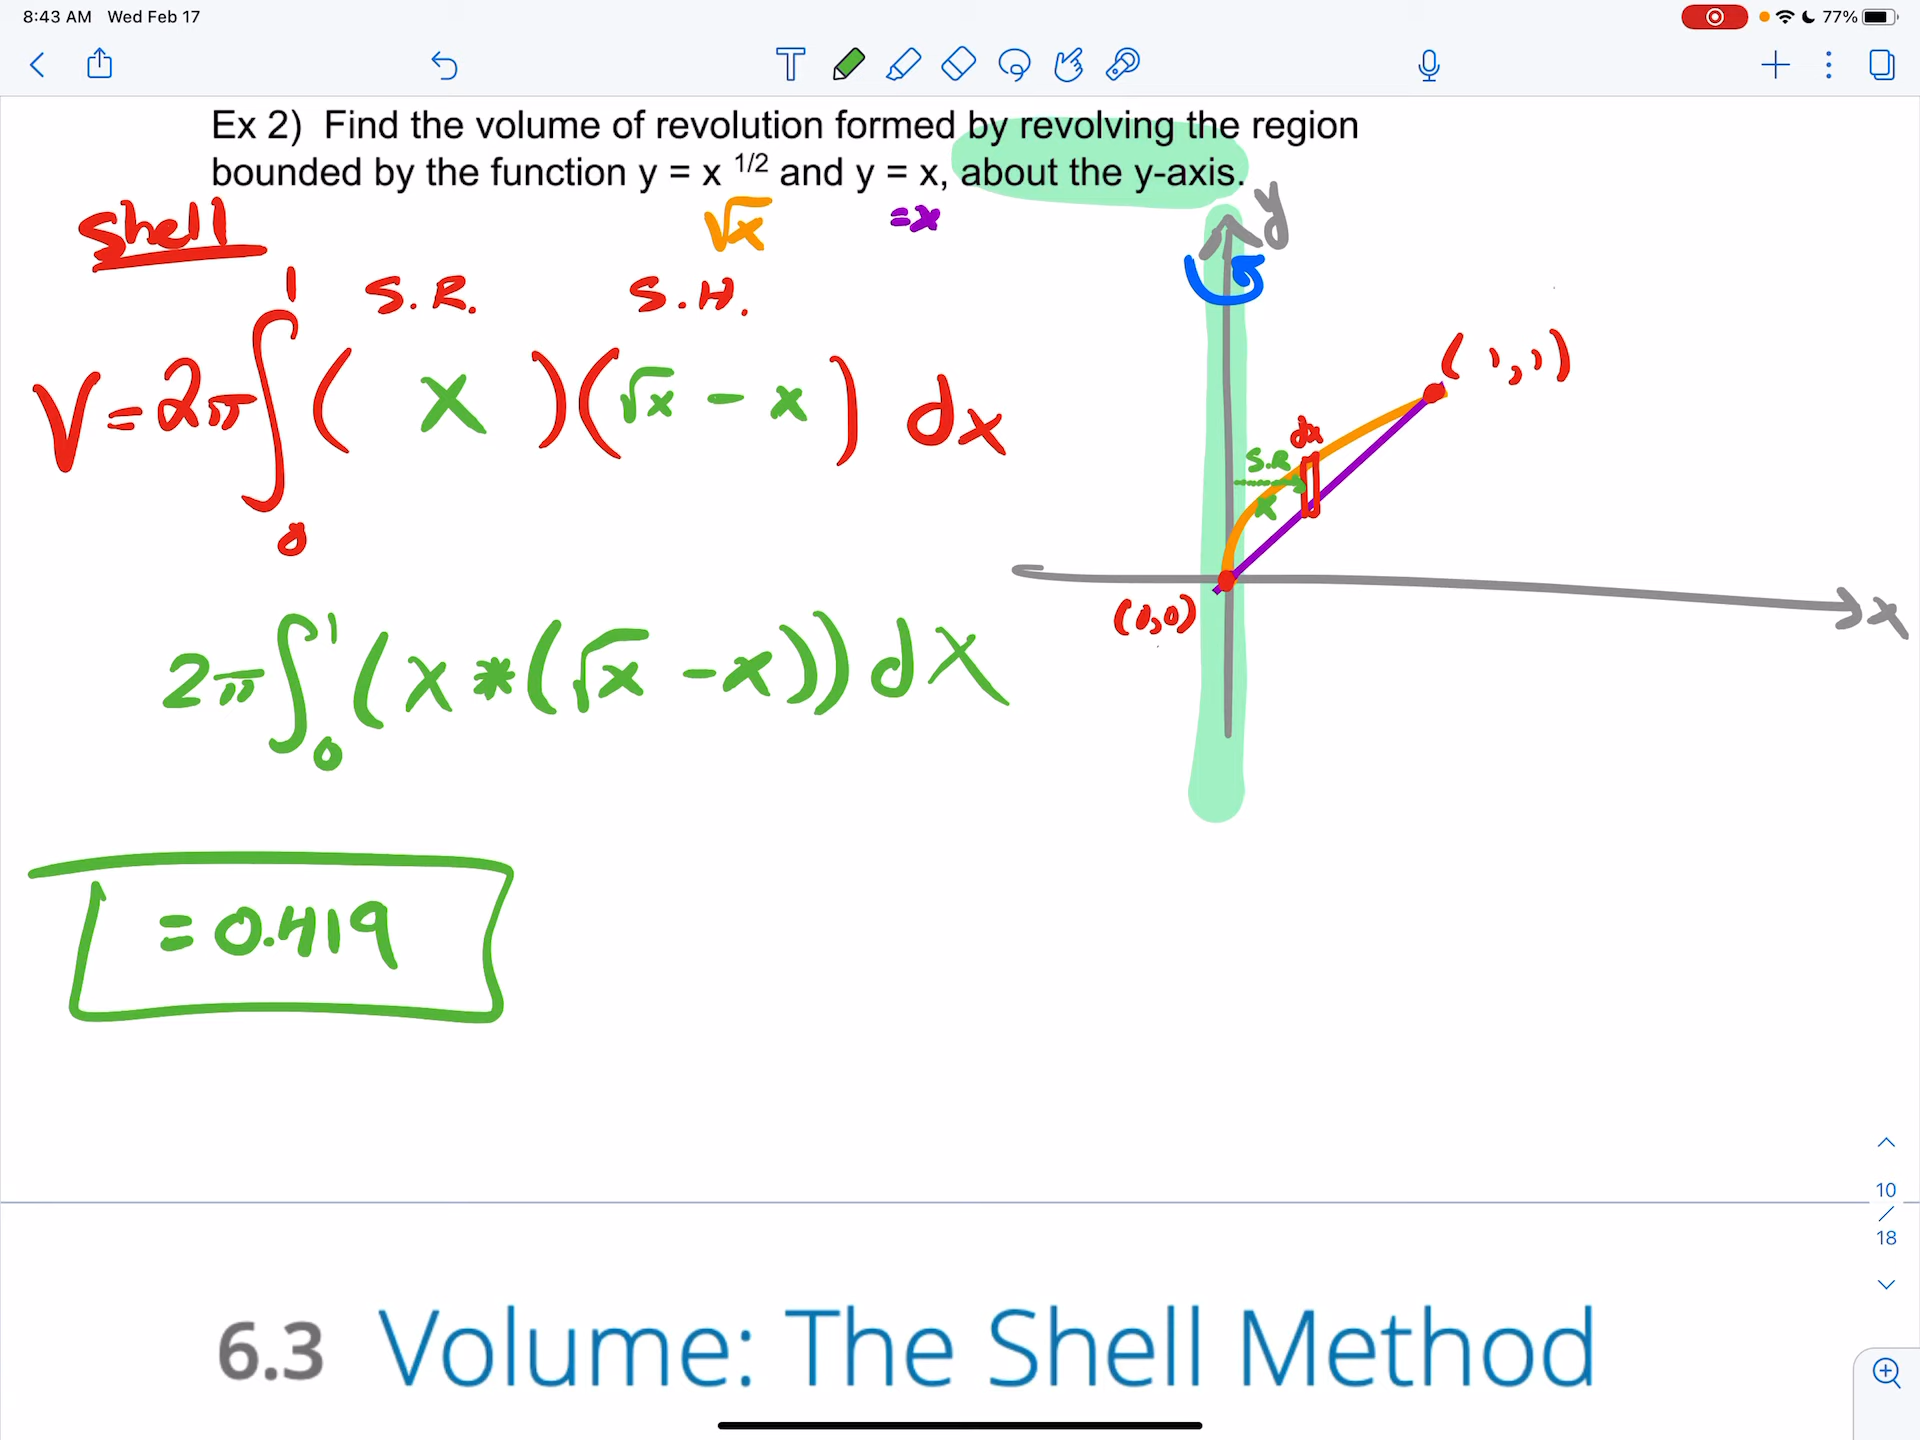 8:43 AM Wed Feb 17
77%
Ex 2) Find the volume of revolution formed by revolving the region
bounded by the function y = x 1/2 and y = x, about the y-axis.
Shell
√x
=x
y
S.R. S.H.
V = 2π ∫ 1 0 ( x ) ( √x - x ) dx
(1,1)
dx
S.R
x
(0,0)
x
2π ∫ 1 0 ( x * ( √x - x ) ) dx
= 0.419
10
/
18
6.3 Volume: The Shell Method